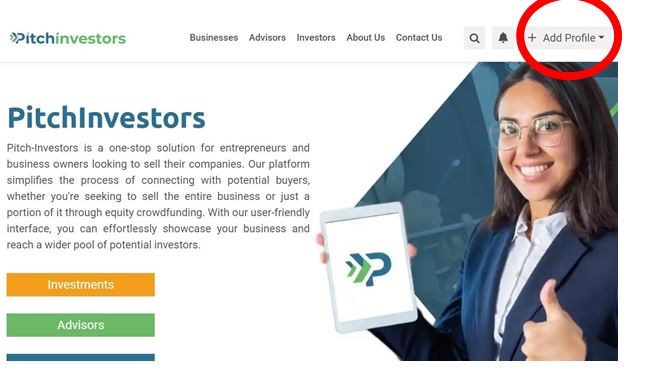 Pitchinvestors
Businesses Advisors Investors About Us Contact Us + Add Profile
PitchInvestors
Pitch-Investors is a one-stop solution for entrepreneurs and
business owners looking to sell their companies. Our platform
simplifies the process of connecting with potential buyers,
whether you're seeking to sell the entire business or just a
portion of it through equity crowdfunding. With our user-friendly
interface, you can effortlessly showcase your business and
reach a wider pool of potential investors.
Investments
Advisors